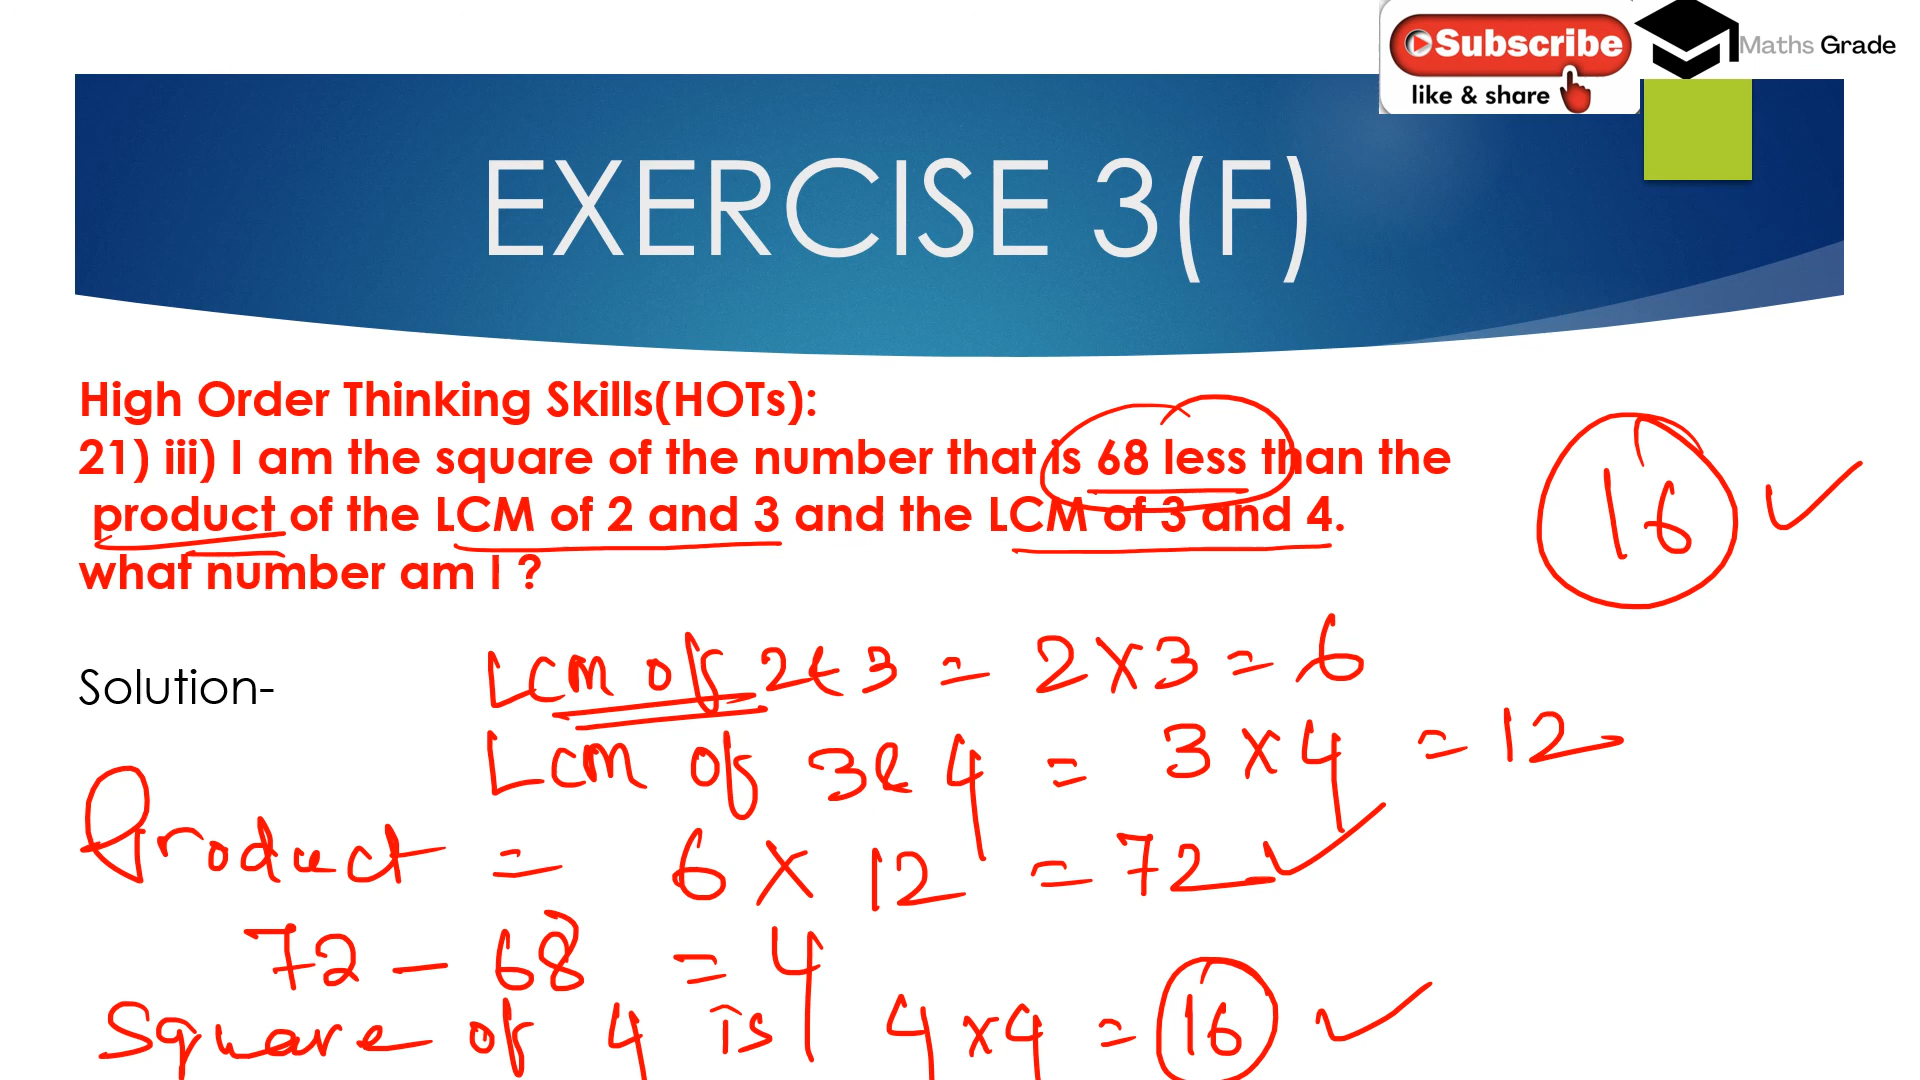 Subscribe
like & share
Maths Grade
EXERCISE 3(F)
High Order Thinking Skills(HOTs):
21) iii) I am the square of the number that is 68 less than the
product of the LCM of 2 and 3 and the LCM of 3 and 4.
what number am I ?
16
Solution-
Lcm of 2 & 3 = 2 × 3 = 6
Lcm of 3 & 4 = 3 × 4 = 12
Product = 6 × 12 = 72
72 - 68 = 4
Square of 4 is 4 × 4 = 16